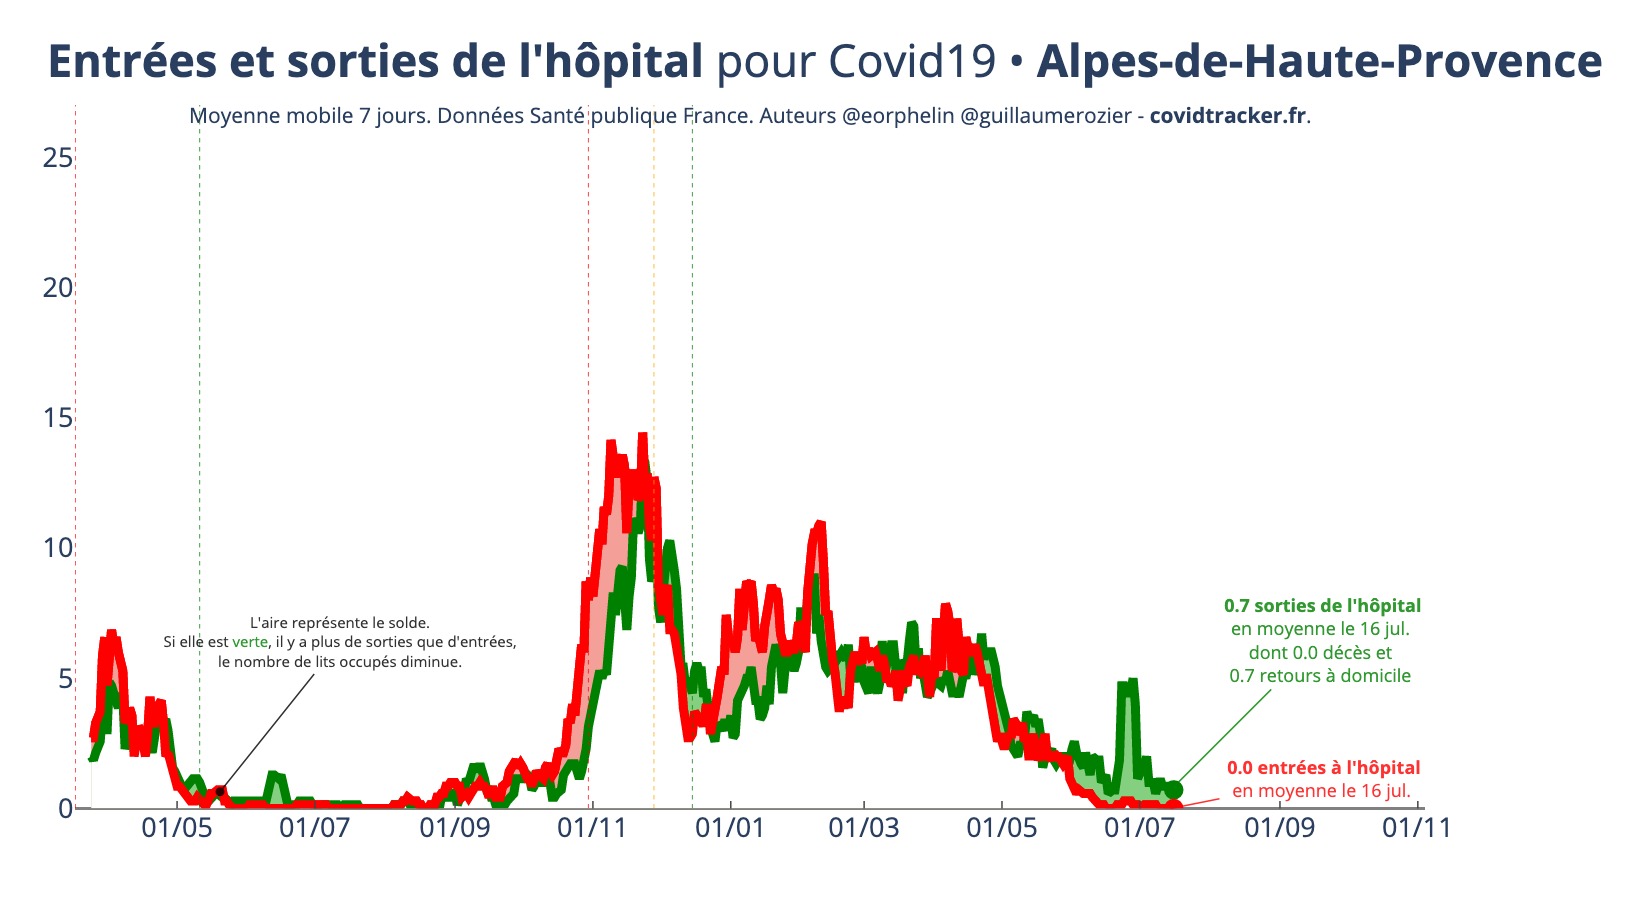 Entrées et sorties de l'hôpital pour Covid19 • Alpes-de-Haute-Provence
Moyenne mobile 7 jours. Données Santé publique France. Auteurs @eorphelin @guillaumerozier - covidtracker.fr.
25
20
15
10
5
0
L'aire représente le solde.
Si elle est verte, il y a plus de sorties que d'entrées,
le nombre de lits occupés diminue.
0.7 sorties de l'hôpital
en moyenne le 16 jul.
dont 0.0 décès et
0.7 retours à domicile
0.0 entrées à l'hôpital
en moyenne le 16 jul.
01/05 01/07 01/09 01/11 01/01 01/03 01/05 01/07 01/09 01/11